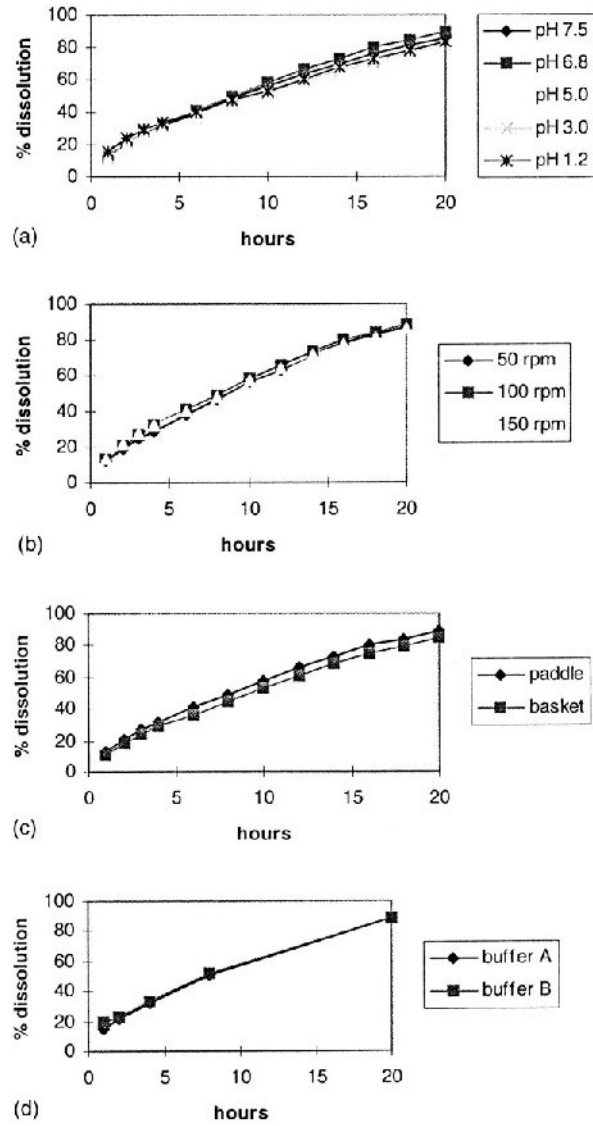 100
80
60
40
20
0
% dissolution
0 5 10 15 20
hours
pH 7.5
pH 6.8
pH 5.0
pH 3.0
pH 1.2
(a)
100
80
60
40
20
0
% dissolution
0 5 10 15 20
hours
50 rpm
100 rpm
150 rpm
(b)
100
80
60
40
20
0
% dissolution
0 5 10 15 20
hours
paddle
basket
(c)
100
80
60
40
20
0
% dissolution
0 5 10 15 20
hours
buffer A
buffer B
(d)